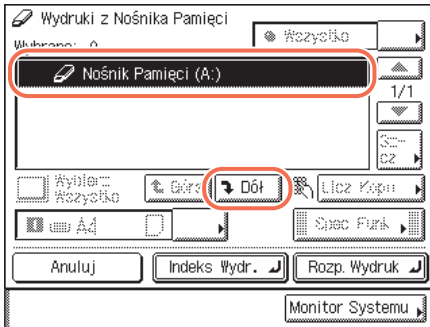 Wydruki z Nośnika Pamięci
Wybrano: 0
Wszystko
Nośnik Pamięci (A:)
1/1
Wybierz Wszystko
Góra
Dół
Licz Kopii
A4
Spec Funk
Anuluj
Indeks Wydr.
Rozp. Wydruk
Monitor Systemu